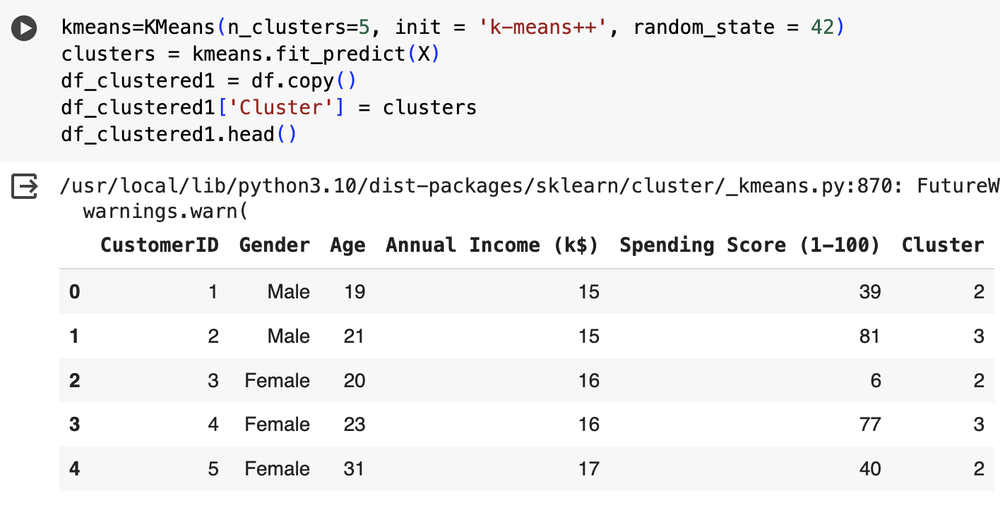 kmeans=KMeans(n_clusters=5, init = 'k-means++', random_state = 42)
clusters = kmeans.fit_predict(X)
df_clustered1 = df.copy()
df_clustered1['Cluster'] = clusters
df_clustered1.head()
/usr/local/lib/python3.10/dist-packages/sklearn/cluster/_kmeans.py:870: FutureW
warnings.warn(
CustomerID Gender Age Annual Income (k$) Spending Score (1-100) Cluster
0 1 Male 19 15 39 2
1 2 Male 21 15 81 3
2 3 Female 20 16 6 2
3 4 Female 23 16 77 3
4 5 Female 31 17 40 2